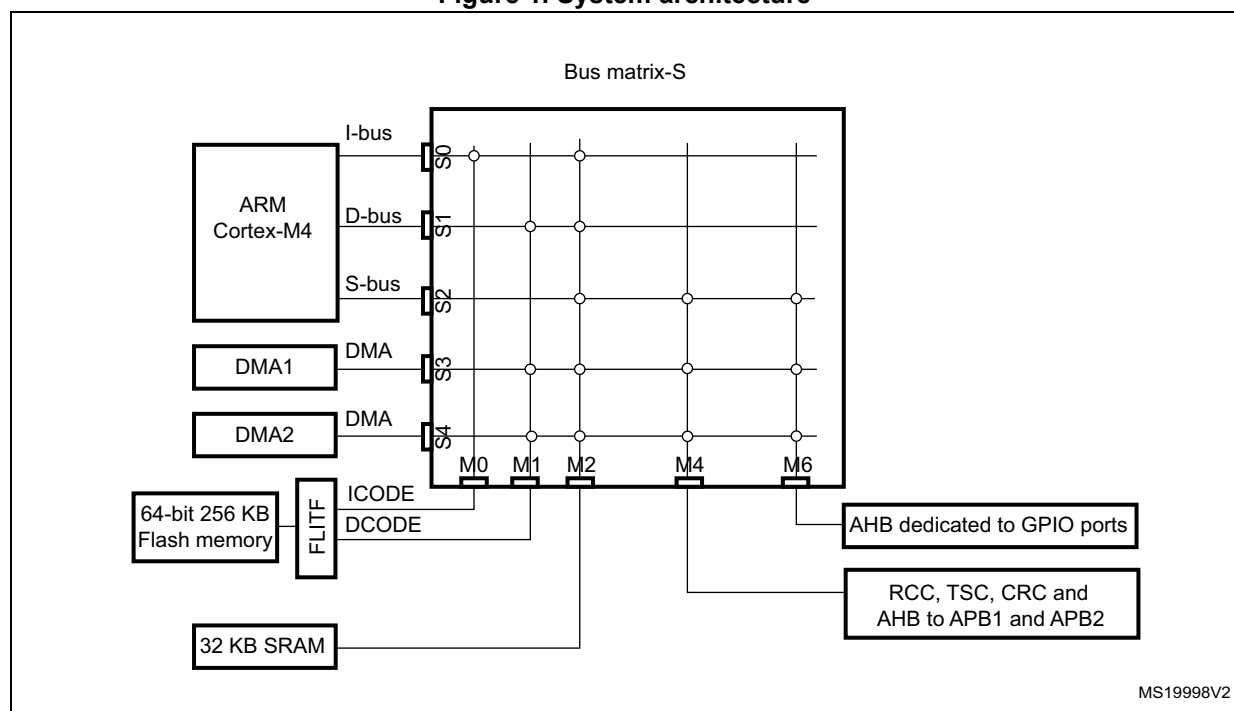 Figure 1. System architecture
Bus matrix-S
I-bus
S0
ARM
Cortex-M4
D-bus
S1
S-bus
S2
DMA1
DMA
S3
DMA2
DMA
S4
M0 M1 M2 M4 M6
64-bit 256 KB
Flash memory
FLITF
ICODE
DCODE
AHB dedicated to GPIO ports
RCC, TSC, CRC and
AHB to APB1 and APB2
32 KB SRAM
MS19998V2